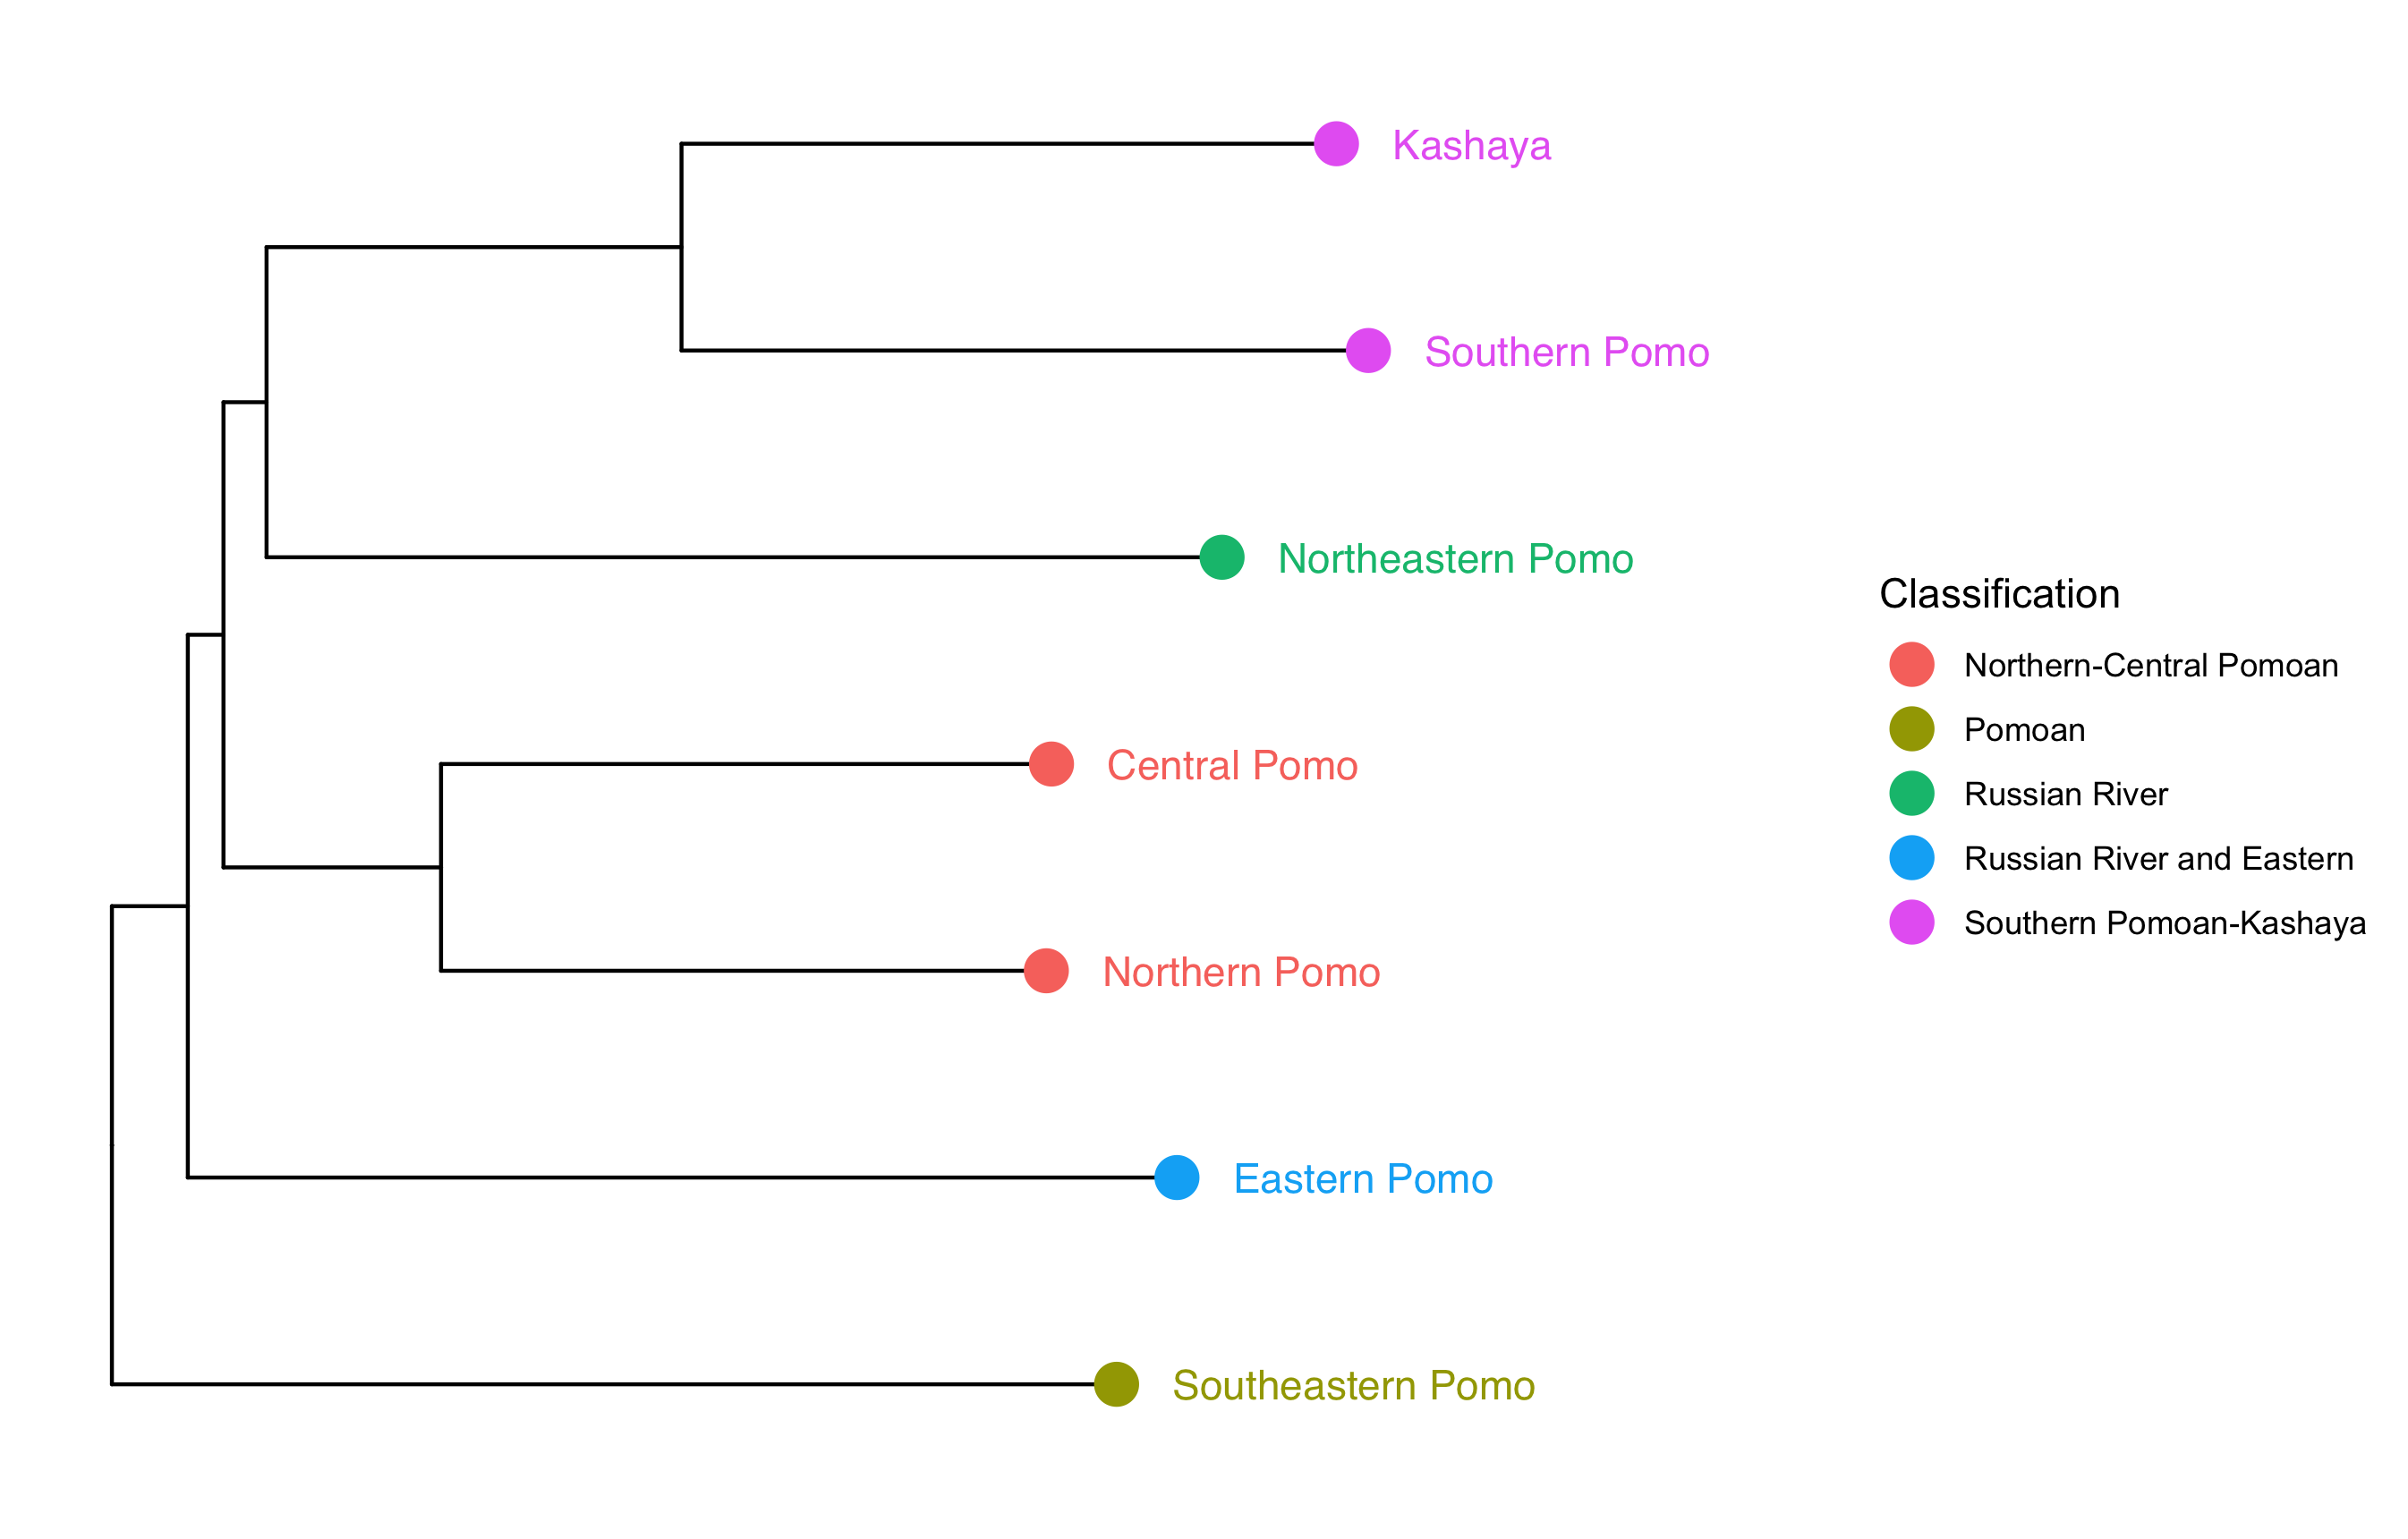 Kashaya
Southern Pomo
Northeastern Pomo
Central Pomo
Northern Pomo
Eastern Pomo
Southeastern Pomo
Classification
Northern-Central Pomoan
Pomoan
Russian River
Russian River and Eastern
Southern Pomoan-Kashaya